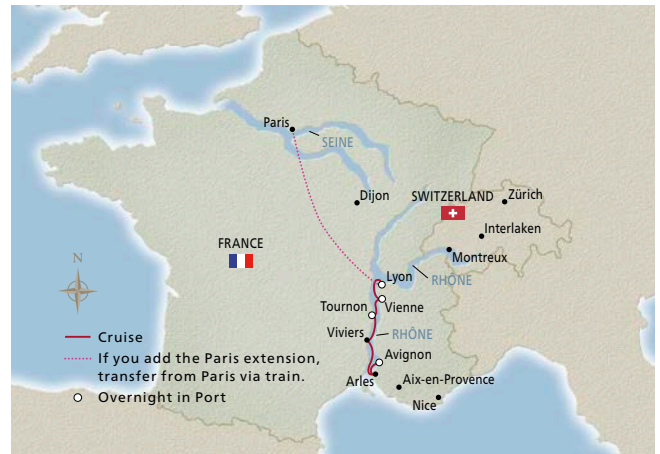 Paris
SEINE
Dijon
SWITZERLAND
Zürich
Interlaken
FRANCE
Montreux
N
Lyon
RHÔNE
Vienne
Tournon
Viviers
RHÔNE
Cruise
If you add the Paris extension,
transfer from Paris via train.
Overnight in Port
Avignon
Arles
Aix-en-Provence
Nice